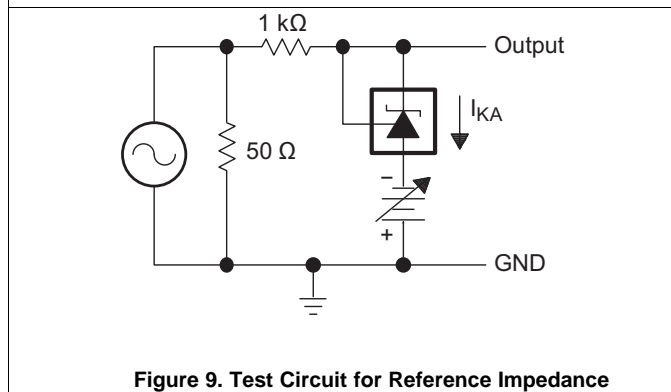 1 kΩ
Output
I_KA
50 Ω
−
+
GND
Figure 9. Test Circuit for Reference Impedance